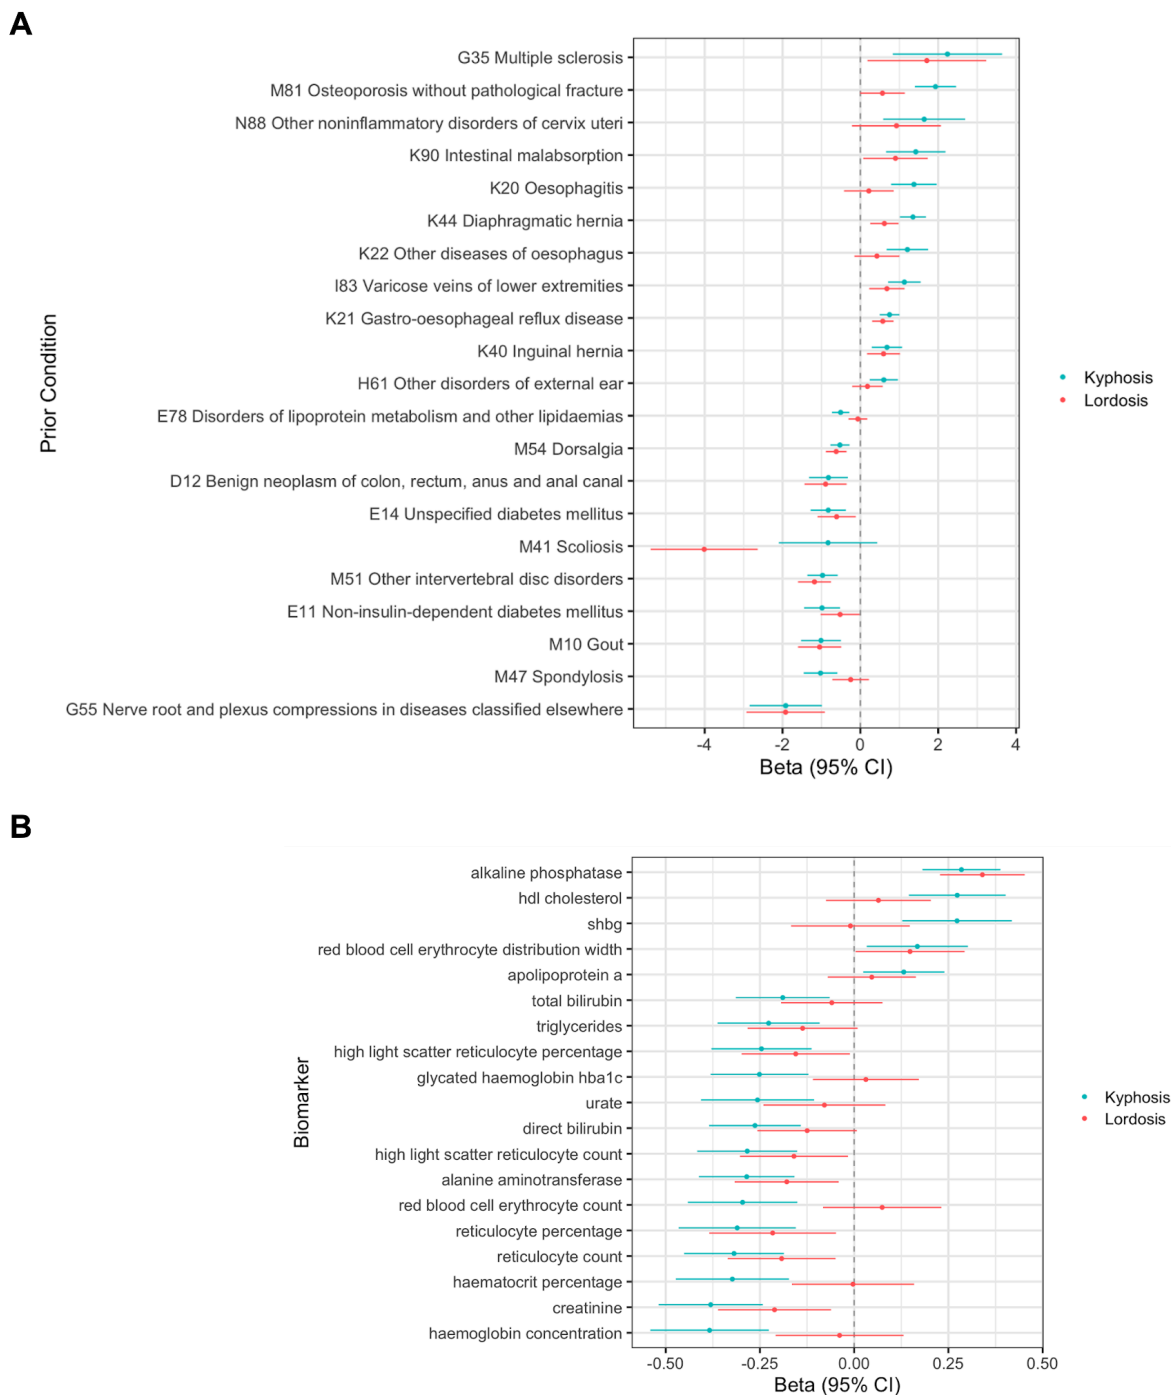 A
Prior Condition
G35 Multiple sclerosis
M81 Osteoporosis without pathological fracture
N88 Other noninflammatory disorders of cervix uteri
K90 Intestinal malabsorption
K20 Oesophagitis
K44 Diaphragmatic hernia
K22 Other diseases of oesophagus
I83 Varicose veins of lower extremities
K21 Gastro-oesophageal reflux disease
K40 Inguinal hernia
H61 Other disorders of external ear
E78 Disorders of lipoprotein metabolism and other lipidaemias
M54 Dorsalgia
D12 Benign neoplasm of colon, rectum, anus and anal canal
E14 Unspecified diabetes mellitus
M41 Scoliosis
M51 Other intervertebral disc disorders
E11 Non-insulin-dependent diabetes mellitus
M10 Gout
M47 Spondylosis
G55 Nerve root and plexus compressions in diseases classified elsewhere
-4 -2 0 2 4
Beta (95% CI)
Kyphosis
Lordosis
B
Biomarker
alkaline phosphatase
hdl cholesterol
shbg
red blood cell erythrocyte distribution width
apolipoprotein a
total bilirubin
triglycerides
high light scatter reticulocyte percentage
glycated haemoglobin hba1c
urate
direct bilirubin
high light scatter reticulocyte count
alanine aminotransferase
red blood cell erythrocyte count
reticulocyte percentage
reticulocyte count
haematocrit percentage
creatinine
haemoglobin concentration
-0.50 -0.25 0.00 0.25 0.50
Beta (95% CI)
Kyphosis
Lordosis